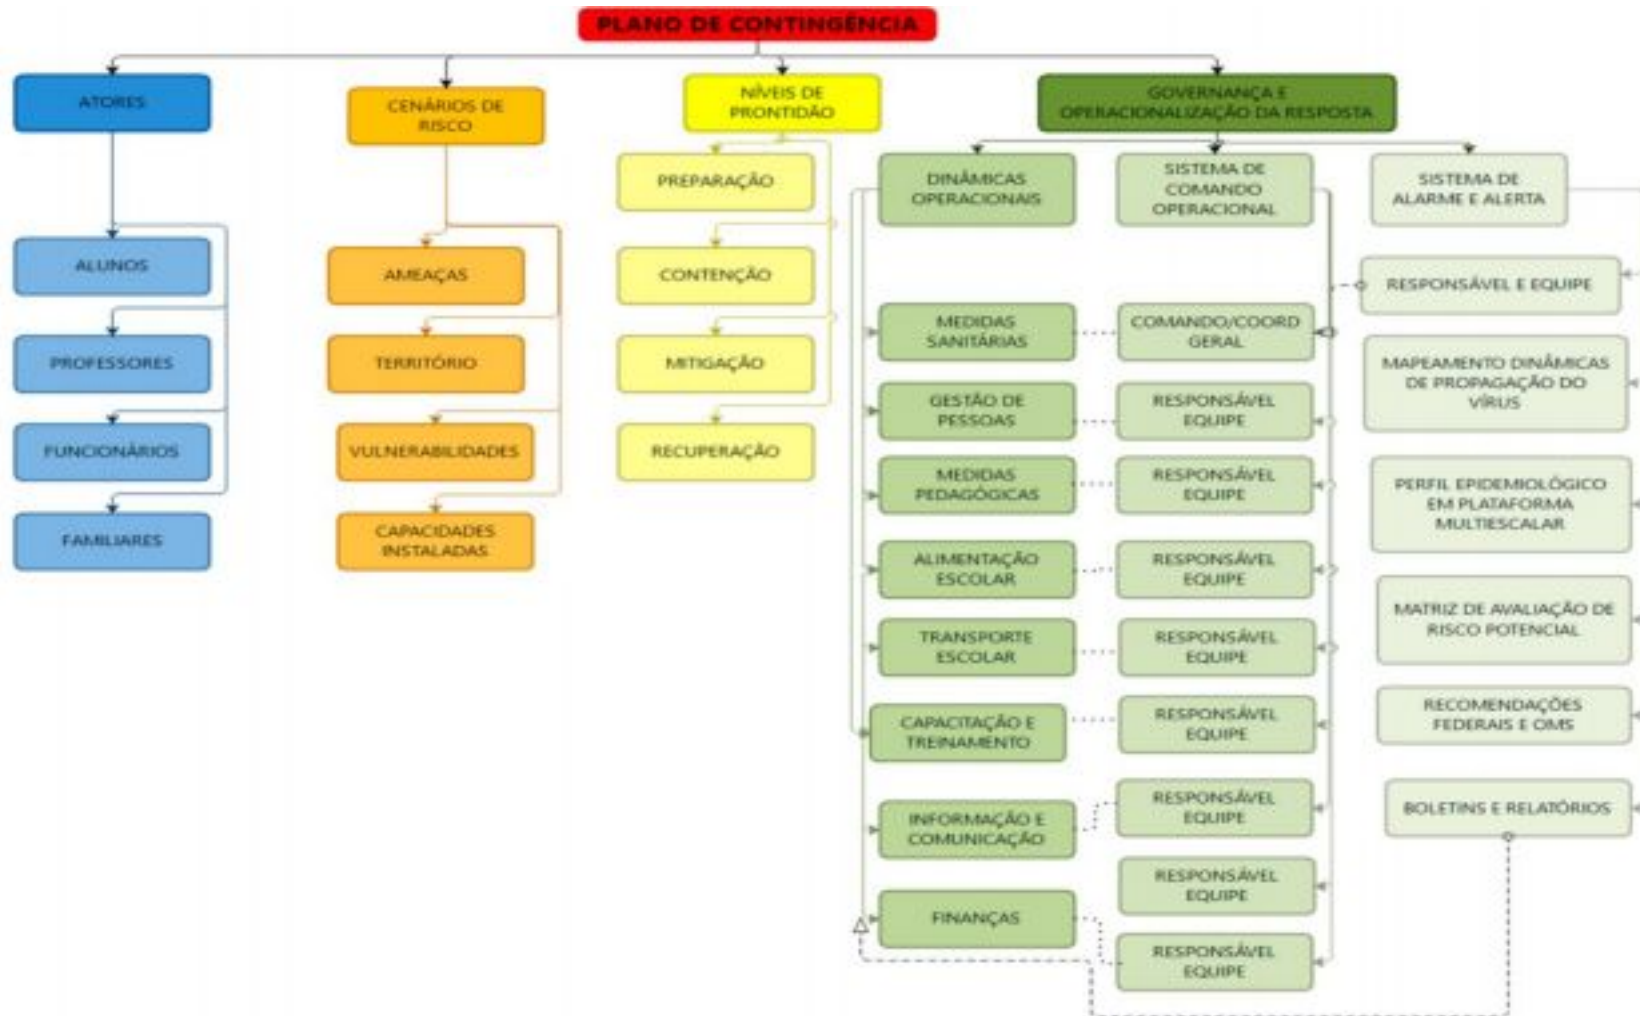 PLANO DE CONTINGÊNCIA
ATORES
ALUNOS
PROFESSORES
FUNCIONÁRIOS
FAMILIARES
CENÁRIOS DE
RISCO
AMEAÇAS
TERRITÓRIO
VULNERABILIDADES
CAPACIDADES
INSTALADAS
NÍVEIS DE
PRONTIDÃO
PREPARAÇÃO
CONTENÇÃO
MITIGAÇÃO
RECUPERAÇÃO
GOVERNANÇA E
OPERACIONALIZAÇÃO DA RESPOSTA
DINÂMICAS
OPERACIONAIS
MEDIDAS
SANITÁRIAS
GESTÃO DE
PESSOAS
MEDIDAS
PEDAGÓGICAS
ALIMENTAÇÃO
ESCOLAR
TRANSPORTE
ESCOLAR
CAPACITAÇÃO E
TREINAMENTO
INFORMAÇÃO E
COMUNICAÇÃO
FINANÇAS
SISTEMA DE
COMANDO
OPERACIONAL
COMANDO/COORD
GERAL
RESPONSÁVEL
EQUIPE
RESPONSÁVEL
EQUIPE
RESPONSÁVEL
EQUIPE
RESPONSÁVEL
EQUIPE
RESPONSÁVEL
EQUIPE
RESPONSÁVEL
EQUIPE
RESPONSÁVEL
EQUIPE
RESPONSÁVEL
EQUIPE
SISTEMA DE
ALARME E ALERTA
RESPONSÁVEL E EQUIPE
MAPEAMENTO DINÂMICAS
DE PROPAGAÇÃO DO
VÍRUS
PERFIL EPIDEMIOLÓGICO
EM PLATAFORMA
MULTIESCALAR
MATRIZ DE AVALIAÇÃO DE
RISCO POTENCIAL
RECOMENDAÇÕES
FEDERAIS E OMS
BOLETINS E RELATÓRIOS